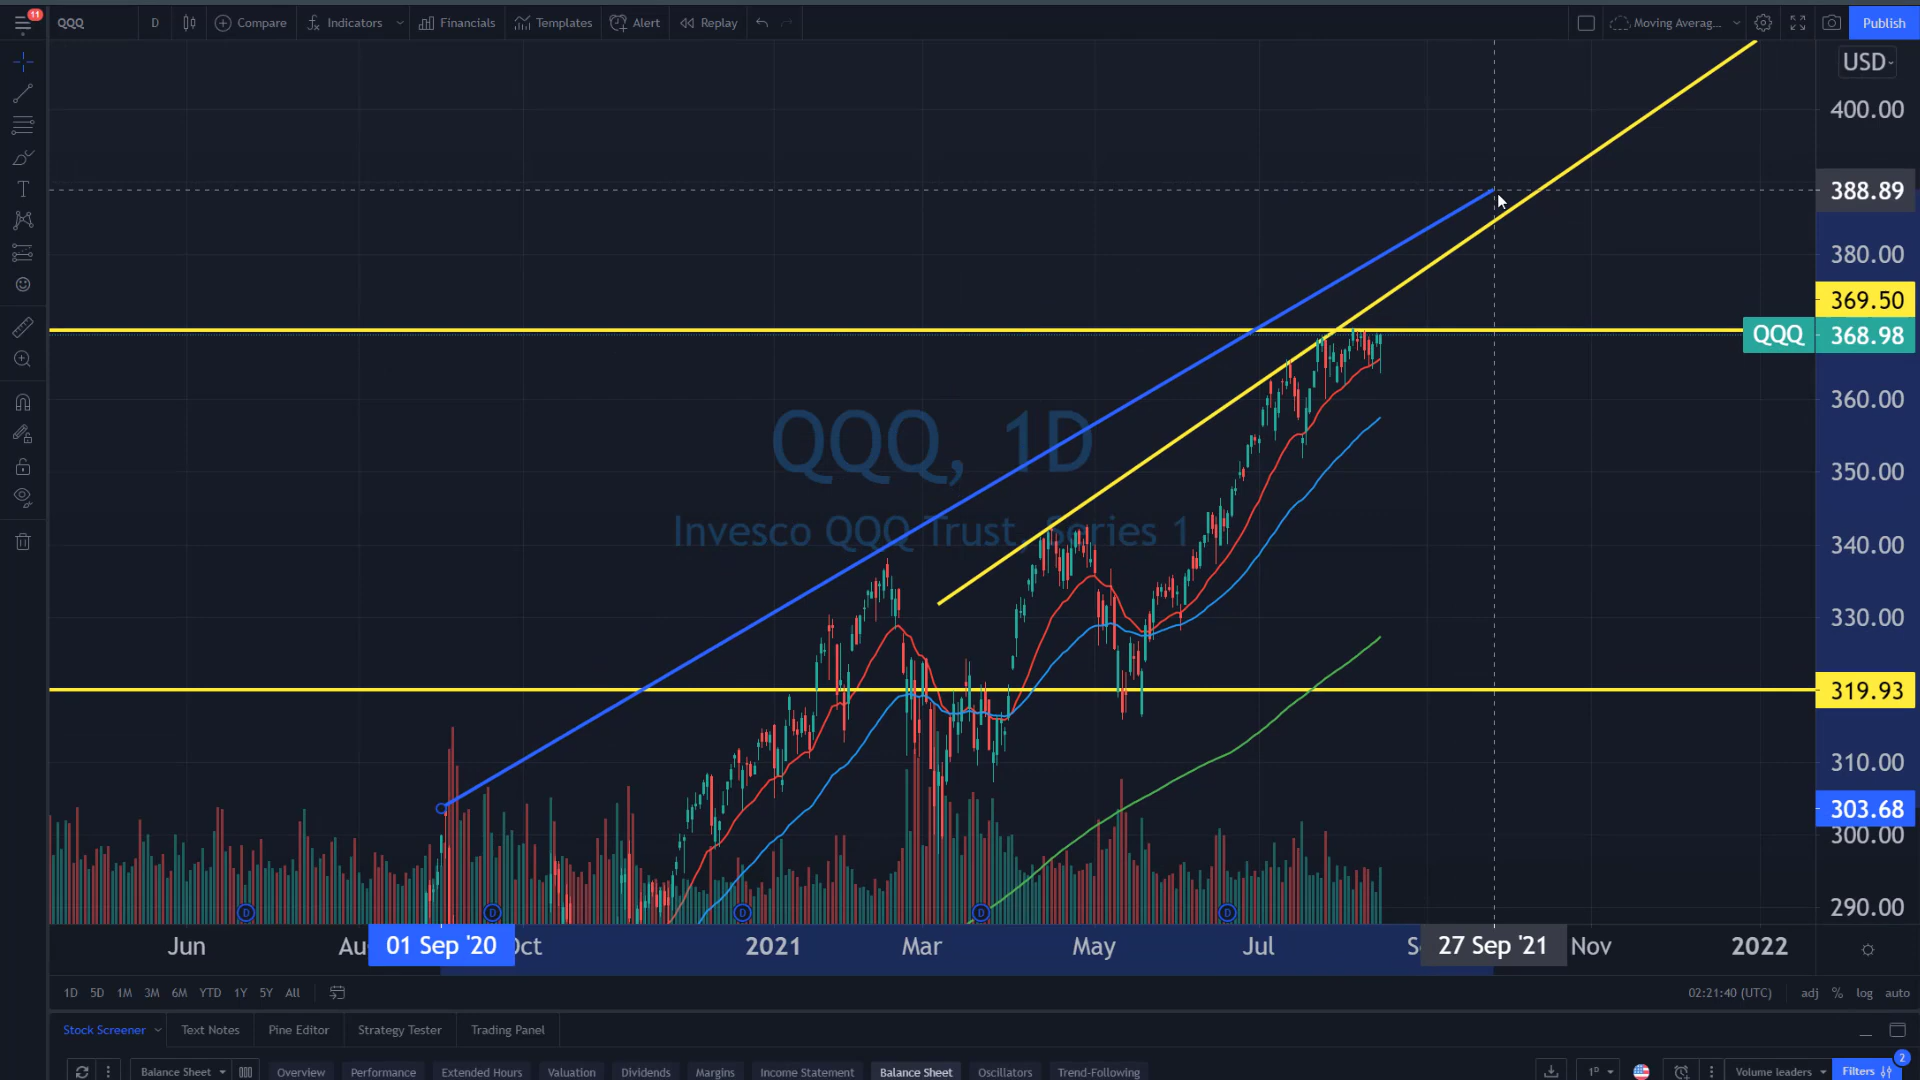 11
QQQ D Compare Indicators Financials Templates Alert Replay Moving Averag... Publish
USD
400.00
388.89
380.00
369.50
QQQ 368.98
360.00
QQQ, 1D
350.00
Invesco QQQ Trust, Series 1
340.00
330.00
319.93
310.00
303.68
300.00
290.00
D D D D D
Jun Au 01 Sep '20 Oct 2021 Mar May Jul S 27 Sep '21 Nov 2022
1D 5D 1M 3M 6M YTD 1Y 5Y All 02:21:40 (UTC) adj % log auto
Stock Screener Text Notes Pine Editor Strategy Tester Trading Panel
2
Balance Sheet Overview Performance Extended Hours Valuation Dividends Margins Income Statement Balance Sheet Oscillators Trend-Following 1D Volume leaders Filters